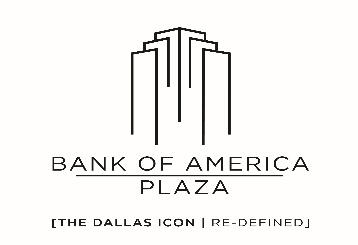 BANK OF AMERICA
PLAZA
[THE DALLAS ICON | RE-DEFINED]